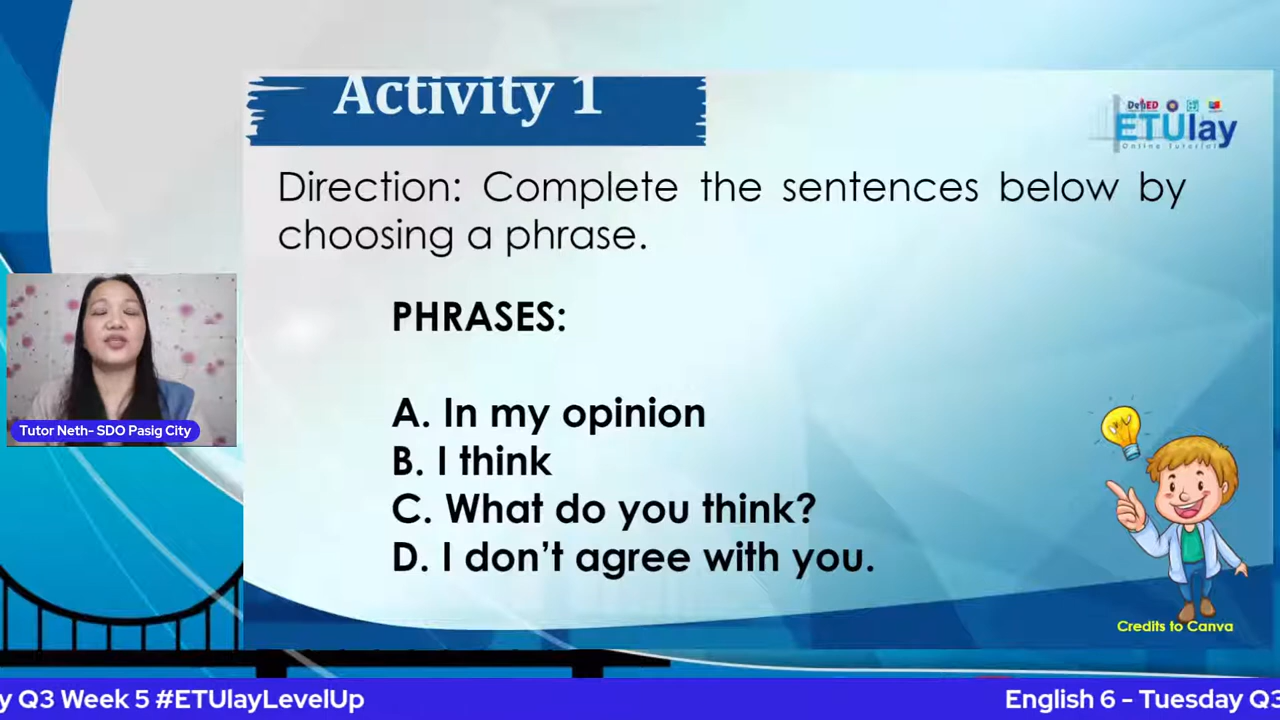 Activity 1
DepED
ETUlay
Online Tutorial
Direction: Complete the sentences below by
choosing a phrase.
PHRASES:
A. In my opinion
B. I think
C. What do you think?
D. I don't agree with you.
Tutor Neth- SDO Pasig City
Credits to Canva
y Q3 Week 5 #ETUlayLevelUp
English 6 - Tuesday Q3